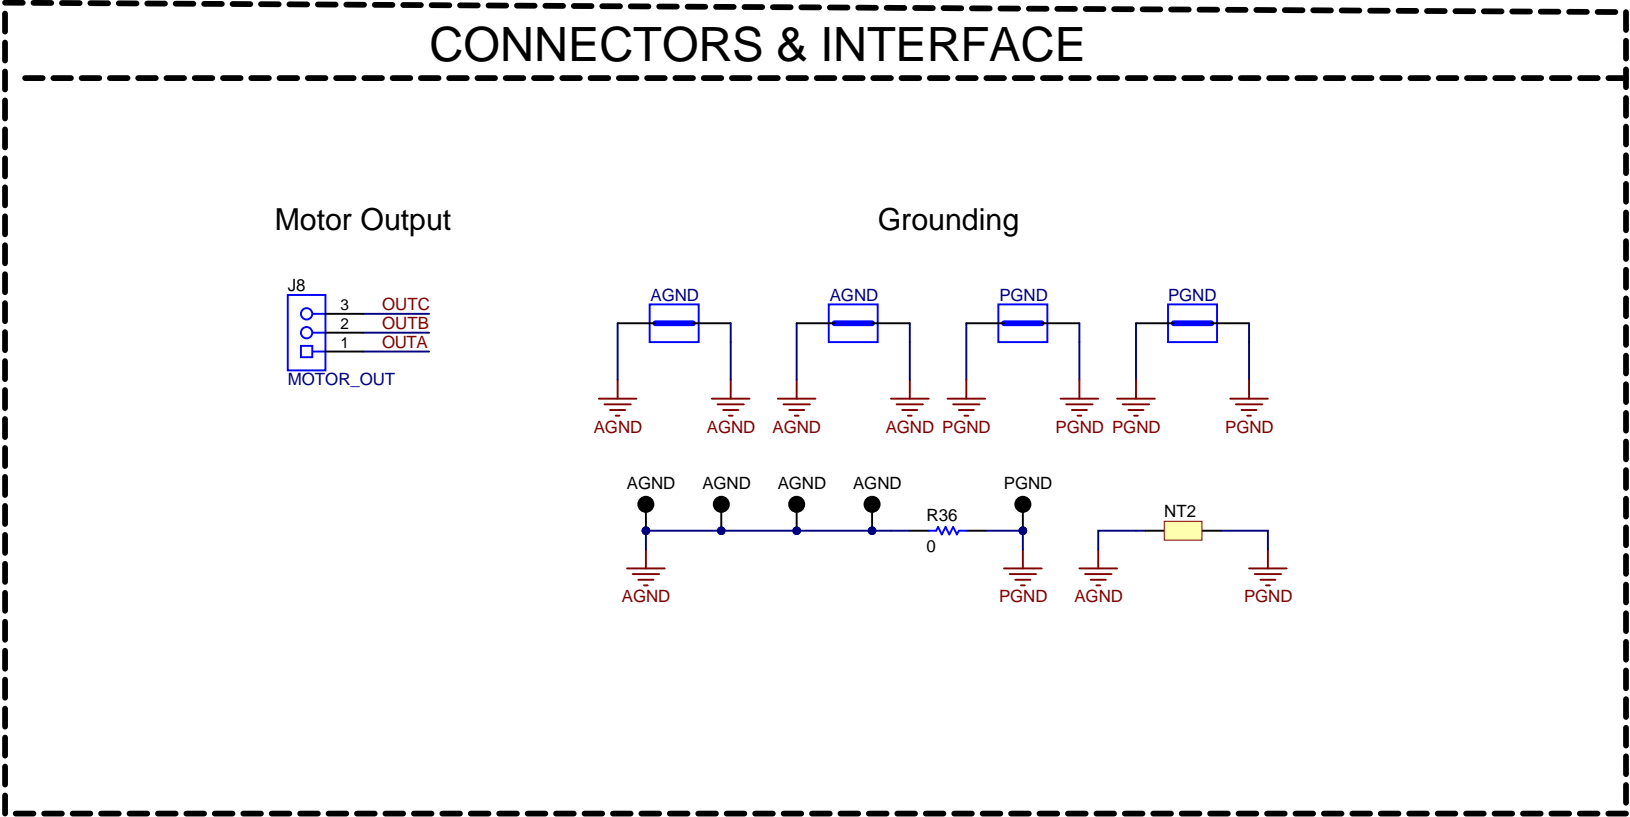 CONNECTORS & INTERFACE
Motor Output
J8
3 OUTC
2 OUTB
1 OUTA
MOTOR_OUT
Grounding
AGND AGND PGND PGND
AGND AGND AGND AGND PGND PGND PGND PGND
AGND AGND AGND AGND PGND
R36
0
NT2
AGND PGND AGND PGND